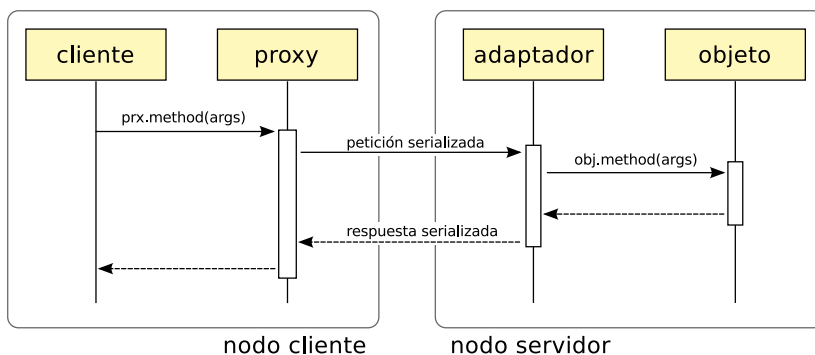 cliente
proxy
adaptador
objeto
prx.method(args)
petición serializada
obj.method(args)
respuesta serializada
nodo cliente
nodo servidor